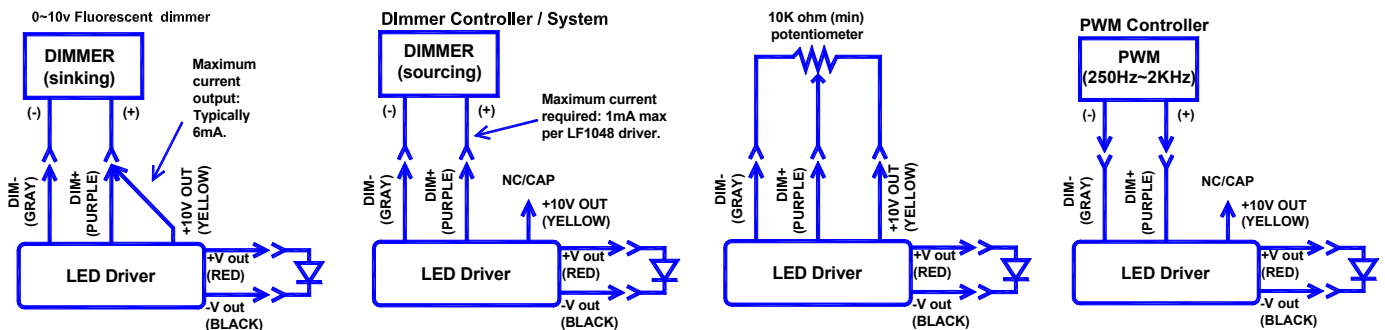 0~10v Fluorescent dimmer
DIMMER
(sinking)
Maximum
current
output:
Typically
6mA.
(-)
(+)
DIM-
(GRAY)
DIM+
(PURPLE)
+10V OUT
(YELLOW)
LED Driver
+V out
(RED)
-V out
(BLACK)
DImmer Controller / System
DIMMER
(sourcing)
Maximum current
required: 1mA max
per LF1048 driver.
(-)
(+)
DIM-
(GRAY)
DIM+
(PURPLE)
NC/CAP
+10V OUT
(YELLOW)
LED Driver
+V out
(RED)
-V out
(BLACK)
10K ohm (min)
potentiometer
DIM-
(GRAY)
DIM+
(PURPLE)
+10V OUT
(YELLOW)
LED Driver
+V out
(RED)
-V out
(BLACK)
PWM Controller
PWM
(250Hz~2KHz)
(-)
(+)
DIM-
(GRAY)
DIM+
(PURPLE)
NC/CAP
+10V OUT
(YELLOW)
LED Driver
+V out
(RED)
-V out
(BLACK)